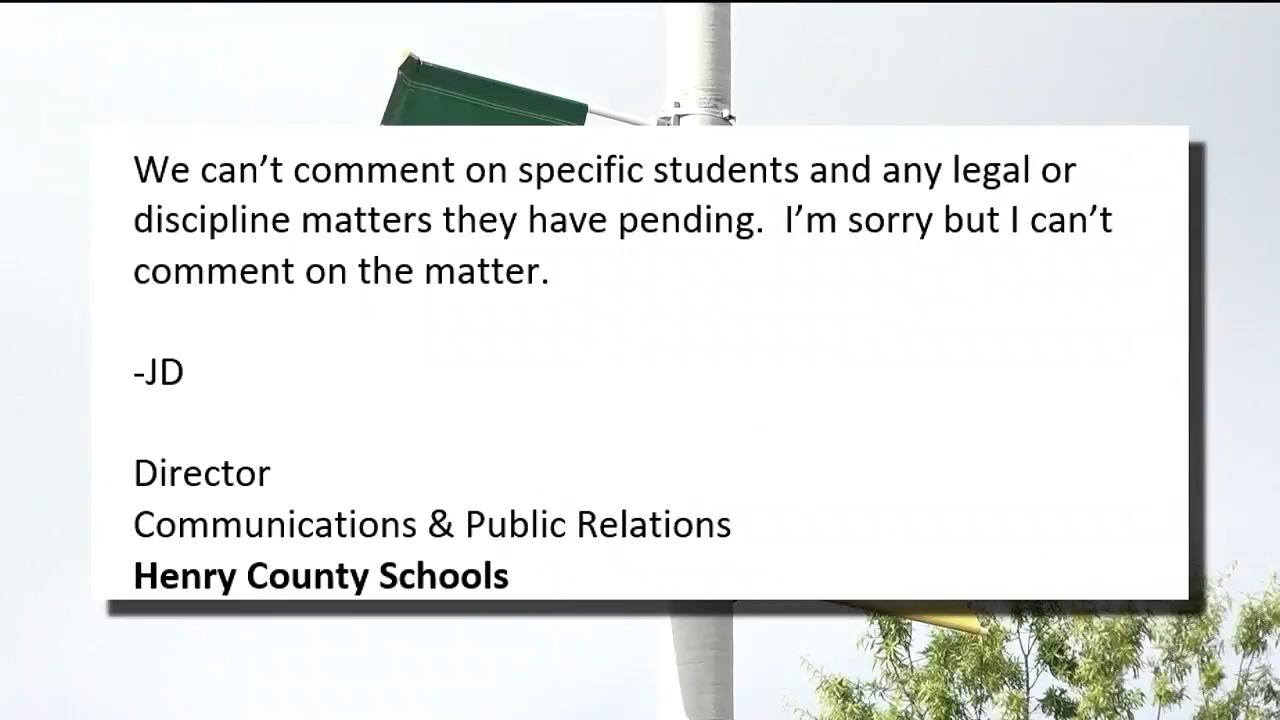 We can’t comment on specific students and any legal or
discipline matters they have pending.  I’m sorry but I can’t
comment on the matter.
-JD
Director
Communications & Public Relations
Henry County Schools